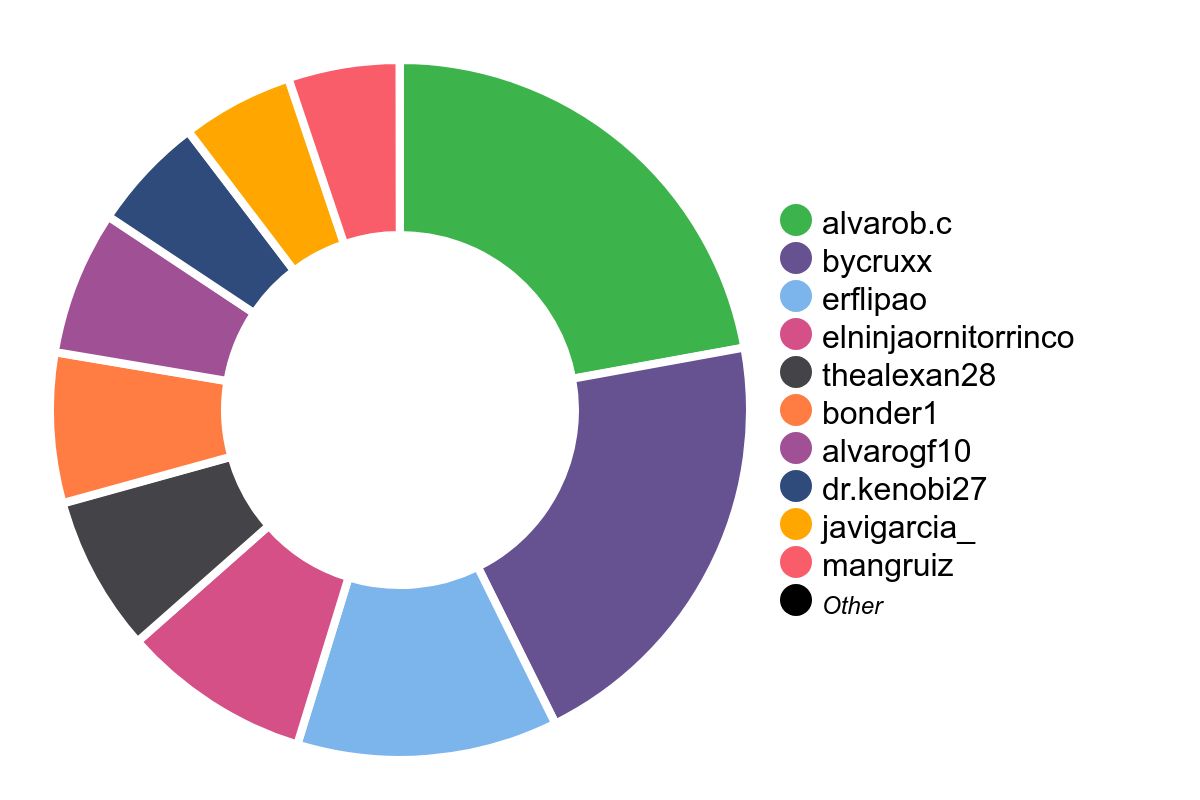 alvarob.c
bycruxx
erflipao
elninjaornitorrinco
thealexan28
bonder1
alvarogf10
dr.kenobi27
javigarcia_
mangruiz
Other